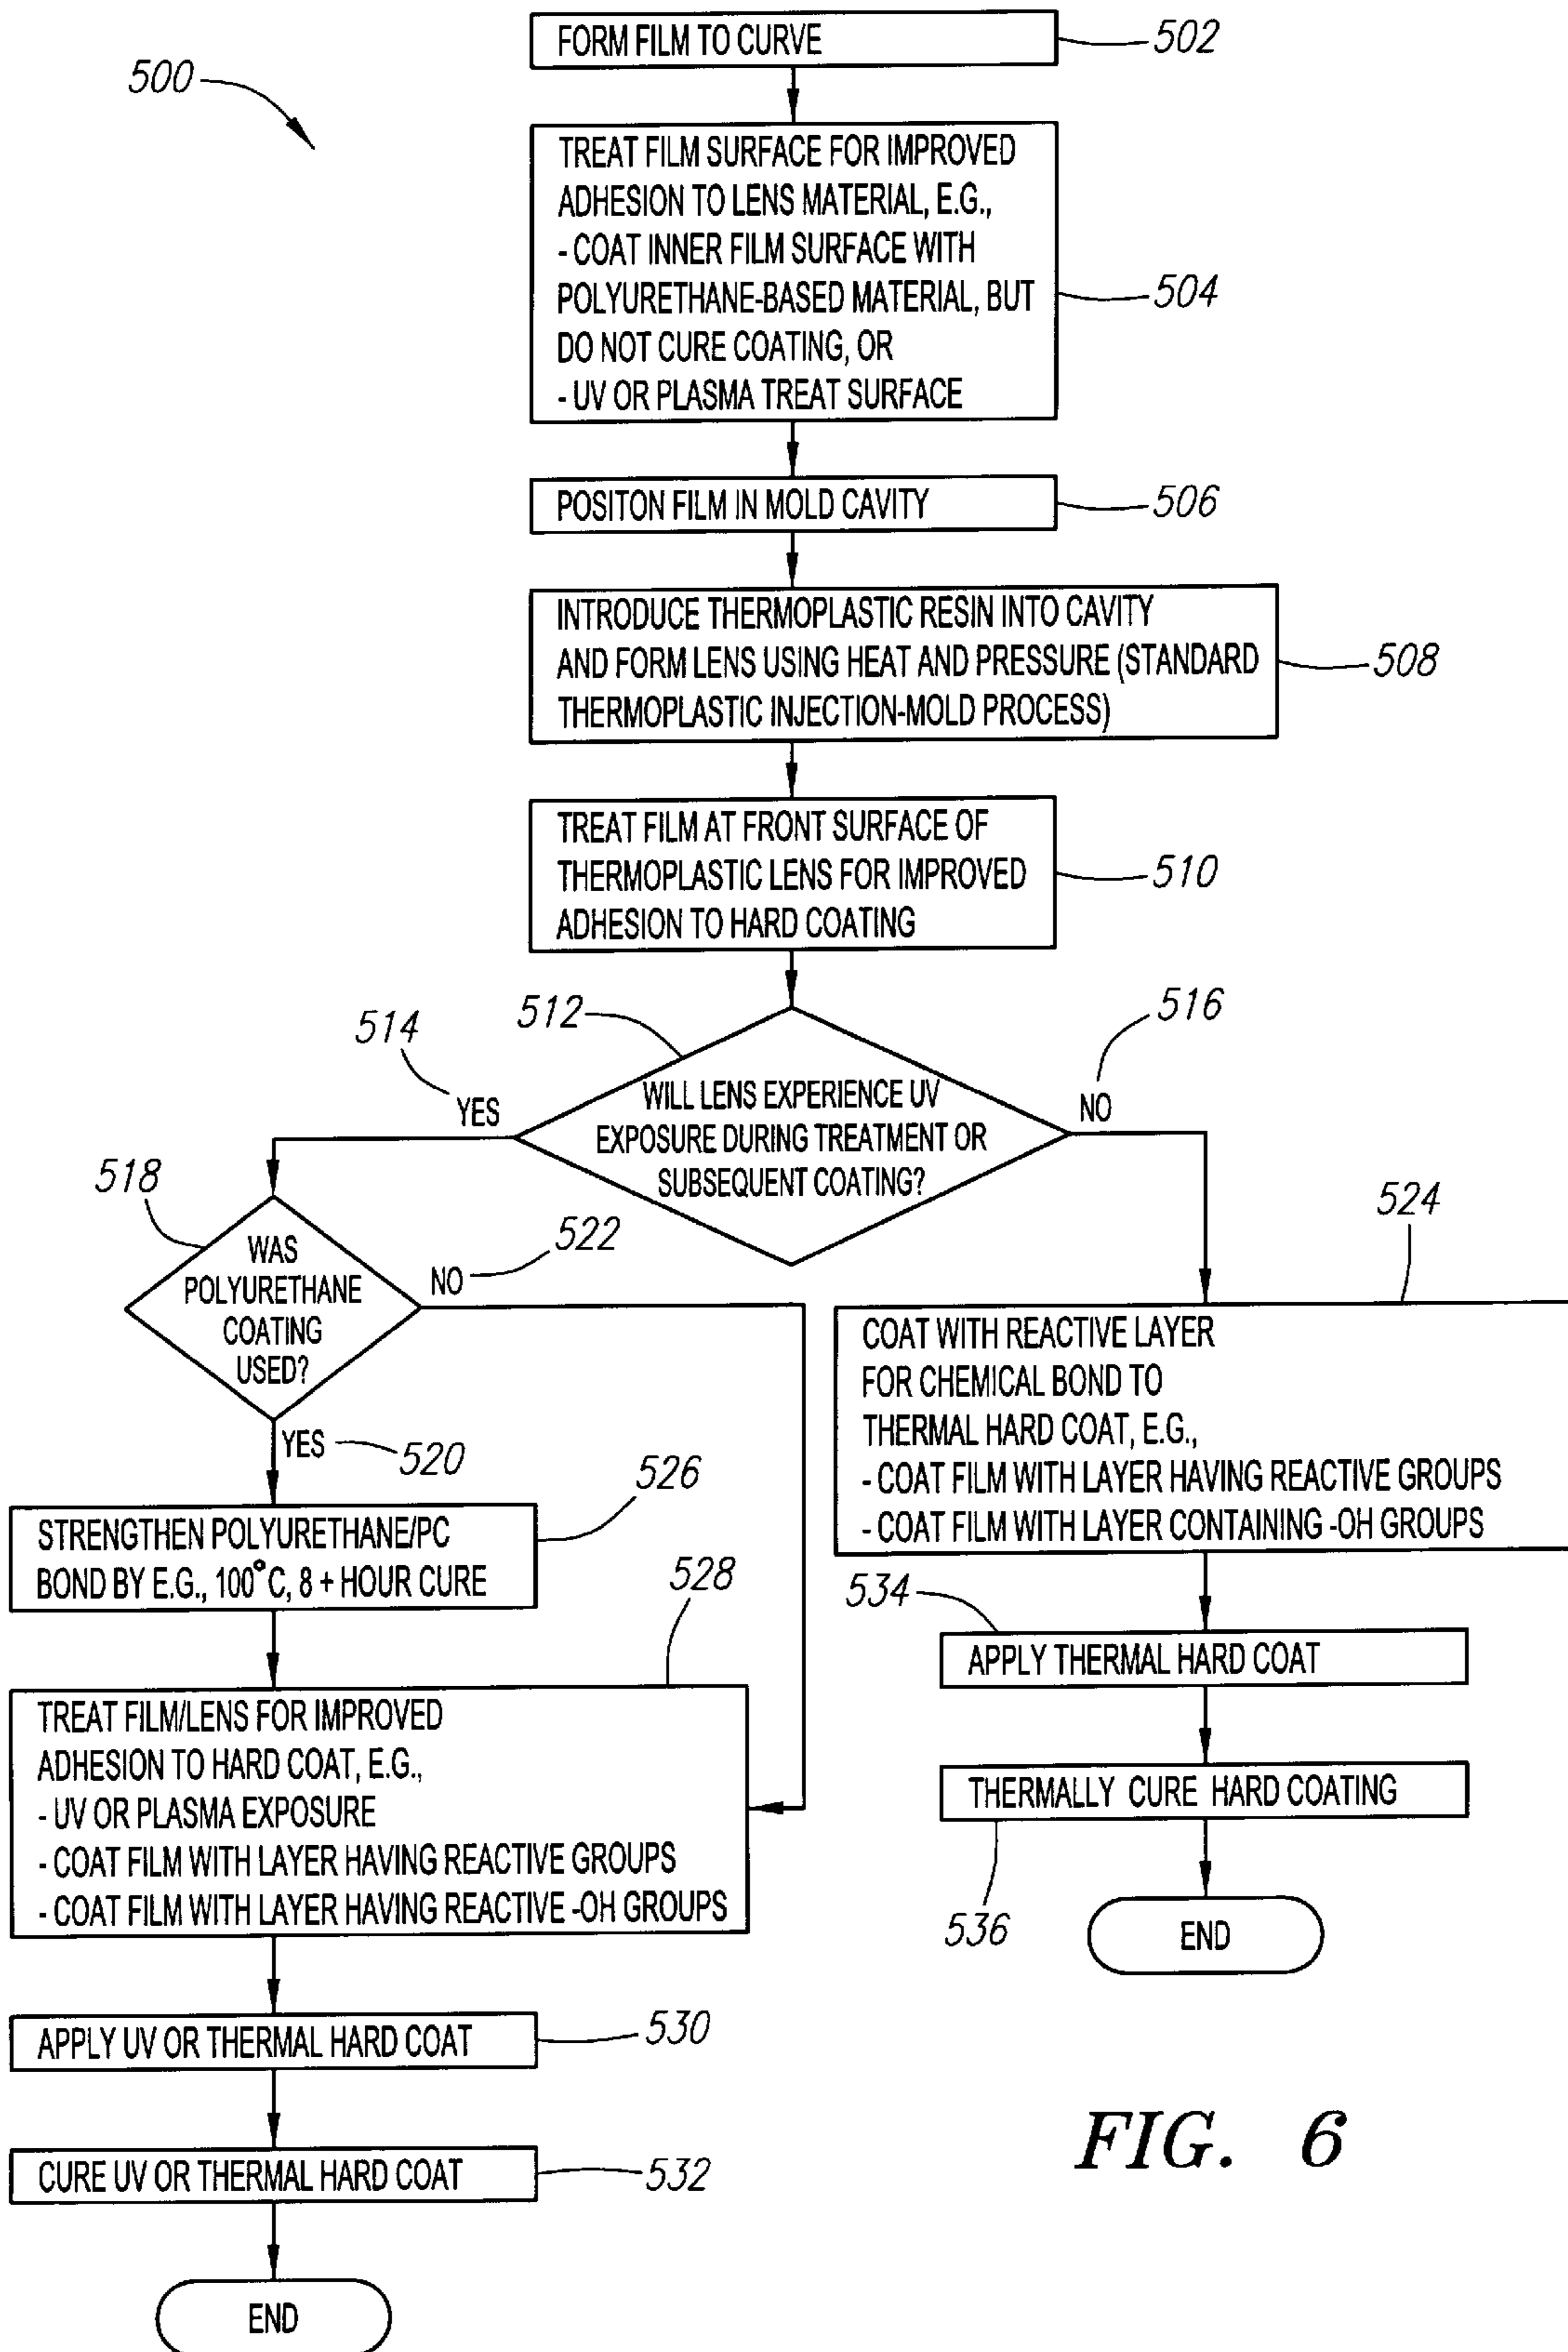 FORM FILM TO CURVE
502
500
TREAT FILM SURFACE FOR IMPROVED
ADHESION TO LENS MATERIAL, E.G.,
- COAT INNER FILM SURFACE WITH
POLYURETHANE-BASED MATERIAL, BUT
DO NOT CURE COATING, OR
- UV OR PLASMA TREAT SURFACE
504
POSITON FILM IN MOLD CAVITY
506
INTRODUCE THERMOPLASTIC RESIN INTO CAVITY
AND FORM LENS USING HEAT AND PRESSURE (STANDARD
THERMOPLASTIC INJECTION-MOLD PROCESS)
508
TREAT FILM AT FRONT SURFACE OF
THERMOPLASTIC LENS FOR IMPROVED
ADHESION TO HARD COATING
510
512
514
516
WILL LENS EXPERIENCE UV
EXPOSURE DURING TREATMENT OR
SUBSEQUENT COATING?
YES
NO
518
WAS
POLYURETHANE
COATING
USED?
NO
522
YES
520
524
COAT WITH REACTIVE LAYER
FOR CHEMICAL BOND TO
THERMAL HARD COAT, E.G.,
- COAT FILM WITH LAYER HAVING REACTIVE GROUPS
- COAT FILM WITH LAYER CONTAINING -OH GROUPS
STRENGTHEN POLYURETHANE/PC
BOND BY E.G., 100°C, 8 + HOUR CURE
526
528
TREAT FILM/LENS FOR IMPROVED
ADHESION TO HARD COAT, E.G.,
- UV OR PLASMA EXPOSURE
- COAT FILM WITH LAYER HAVING REACTIVE GROUPS
- COAT FILM WITH LAYER HAVING REACTIVE -OH GROUPS
534
APPLY THERMAL HARD COAT
THERMALLY CURE HARD COATING
536
END
APPLY UV OR THERMAL HARD COAT
530
CURE UV OR THERMAL HARD COAT
532
END
FIG. 6